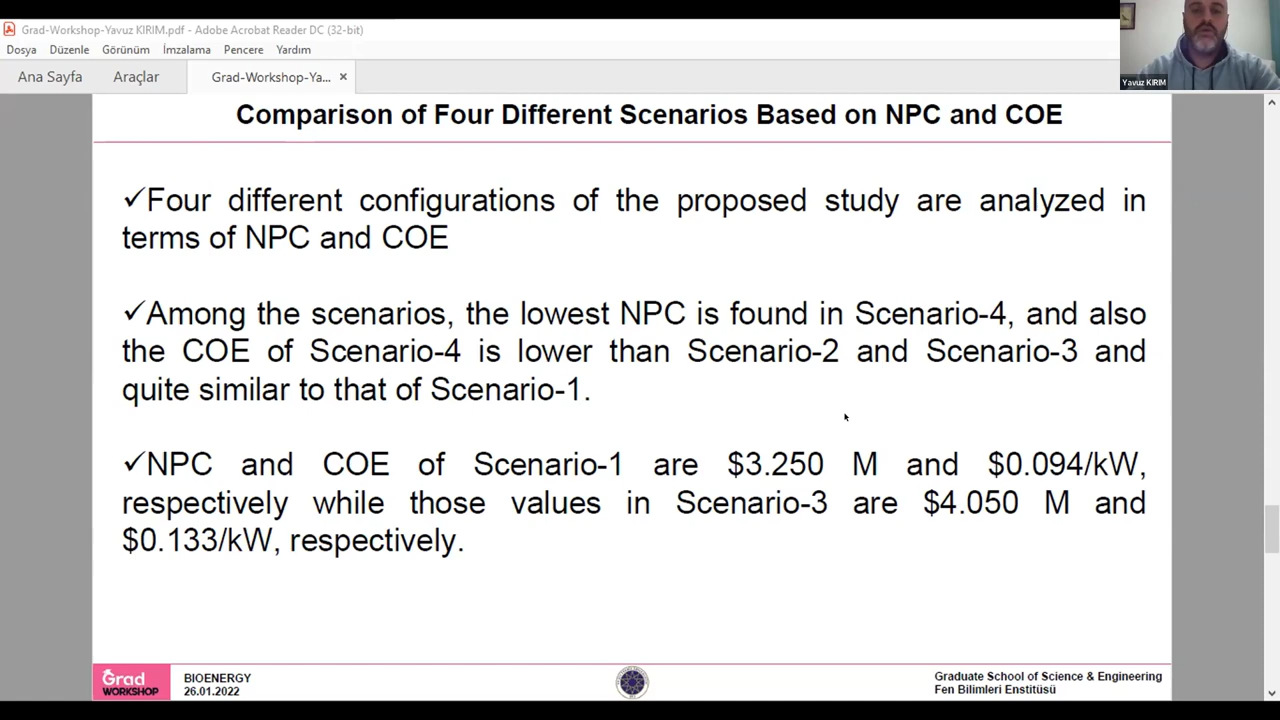 Grad-Workshop-Yavuz KIRIM.pdf - Adobe Acrobat Reader DC (32-bit)
Dosya Düzenle Görünüm İmzalama Pencere Yardım
Ana Sayfa Araçlar Grad-Workshop-Ya... ×
Yavuz KIRIM
Comparison of Four Different Scenarios Based on NPC and COE
✓Four different configurations of the proposed study are analyzed in
terms of NPC and COE
✓Among the scenarios, the lowest NPC is found in Scenario-4, and also
the COE of Scenario-4 is lower than Scenario-2 and Scenario-3 and
quite similar to that of Scenario-1.
✓NPC and COE of Scenario-1 are $3.250 M and $0.094/kW,
respectively while those values in Scenario-3 are $4.050 M and
$0.133/kW, respectively.
Grad
WORKSHOP
BIOENERGY
26.01.2022
Graduate School of Science & Engineering
Fen Bilimleri Enstitüsü